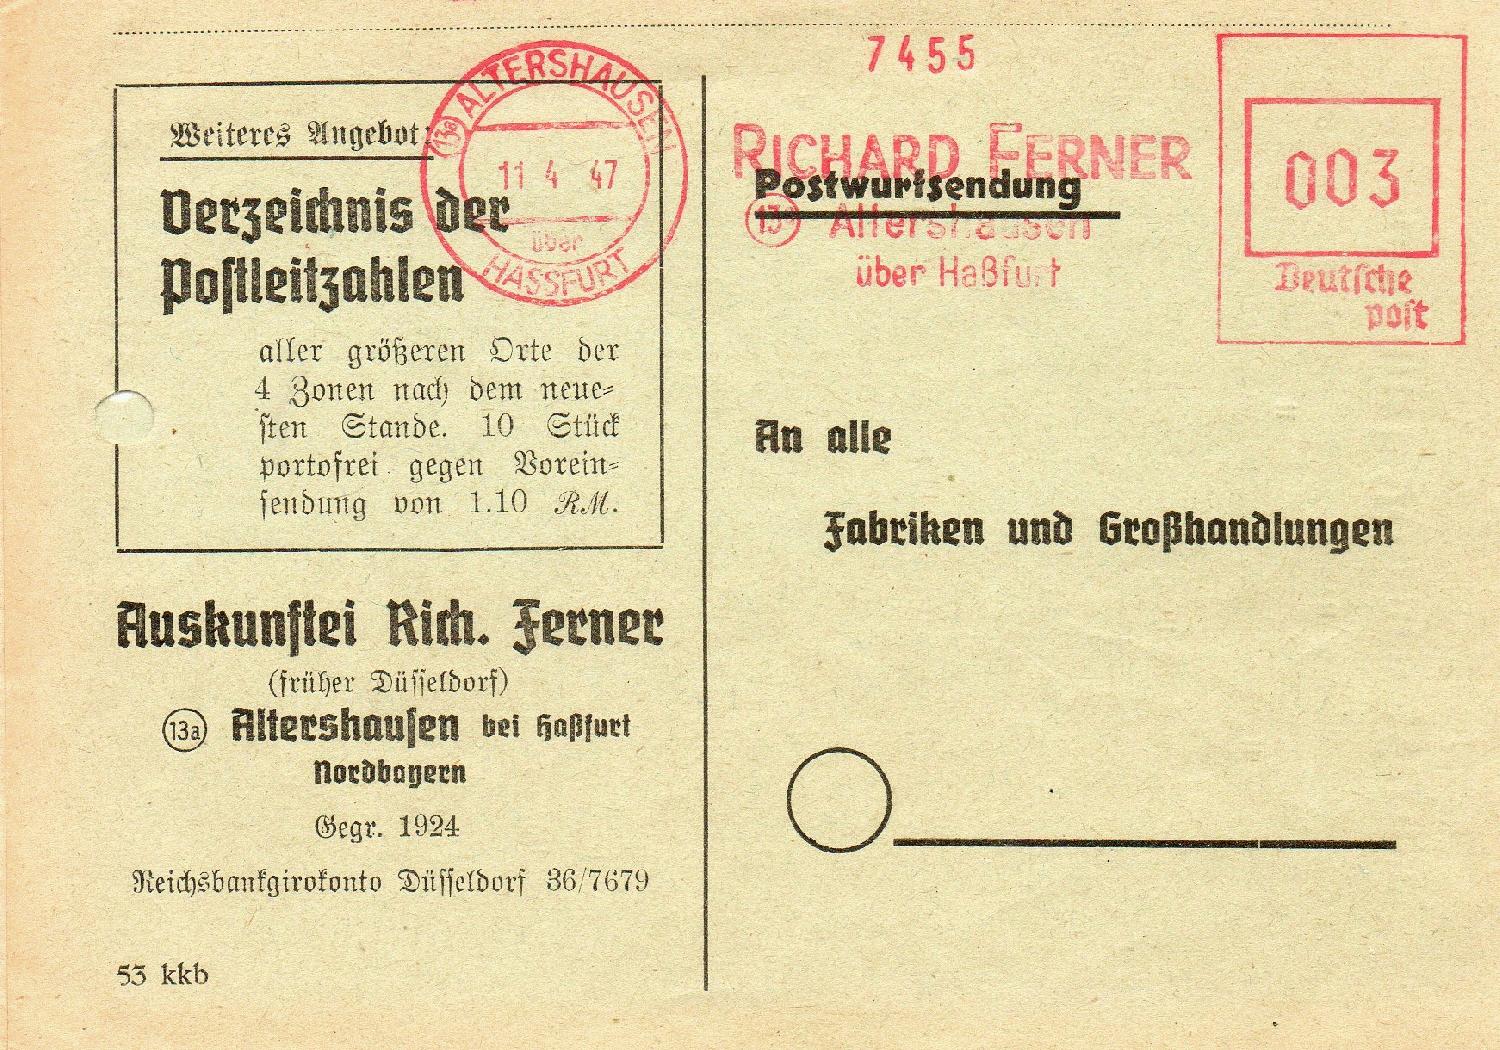 Weiteres Angebot:
Verzeichnis der
Postleitzahlen
aller größeren Orte der
4 Zonen nach dem neue-
sten Stande. 10 Stück
portofrei gegen Vorein-
sendung von 1.10 RM.
Auskunftei Rich. Ferner
(früher Düsseldorf)
13a Altershausen bei Haßfurt
Nordbayern
Gegr. 1924
Reichsbankgirokonto Düsseldorf 36/7679
53 kkb
(13a) ALTERSHAUSEN
11 4 47
über
HASSFURT
7455
RICHARD FERNER
Postwurfsendung
13a Altershausen
über Haßfurt
003
Deutsche
Post
An alle
Fabriken und Großhandlungen